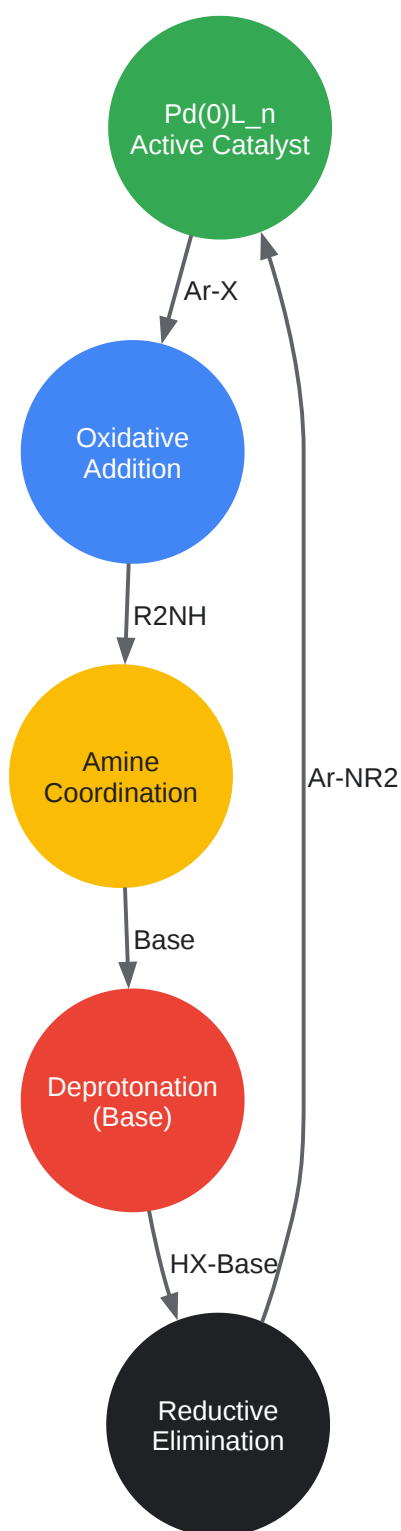 Pd(0)L_n
Active Catalyst
Ar-X
Oxidative
Addition
R2NH
Amine
Coordination
Ar-NR2
Base
Deprotonation
(Base)
HX-Base
Reductive
Elimination